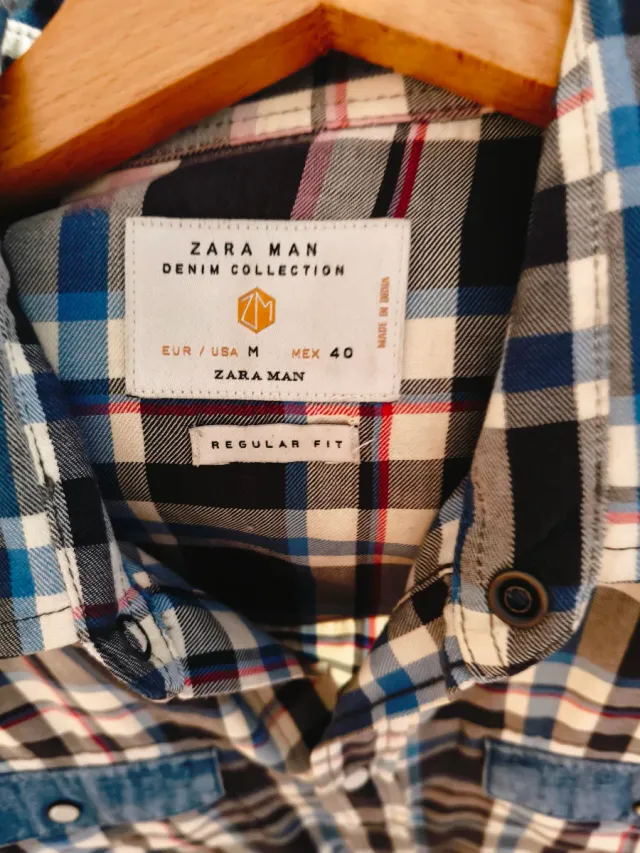 ZARA MAN
DENIM COLLECTION
ZM
EUR / USA M MEX 40
ZARA MAN
MADE IN INDIA
REGULAR FIT